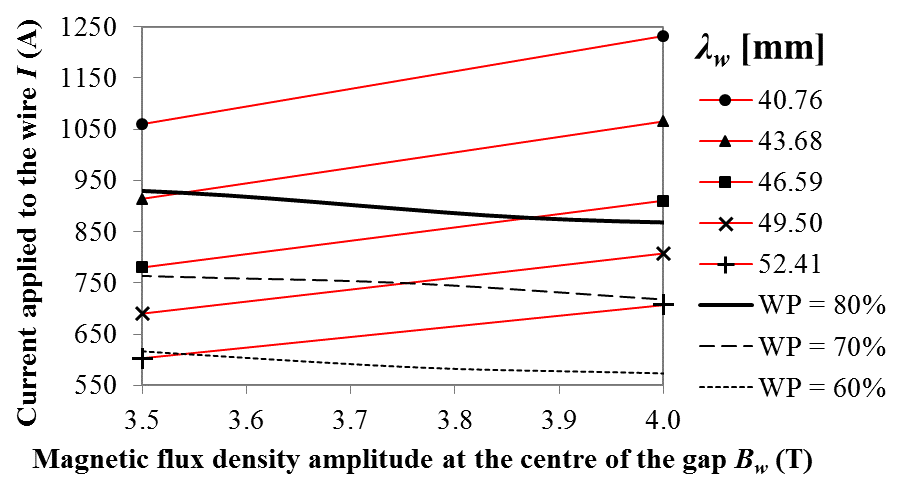 Current applied to the wire I (A)
1250
1150
1050
950
850
750
650
550
3.5 3.6 3.7 3.8 3.9 4.0
Magnetic flux density amplitude at the centre of the gap Bw (T)
λw [mm]
40.76
43.68
46.59
49.50
52.41
WP = 80%
WP = 70%
WP = 60%